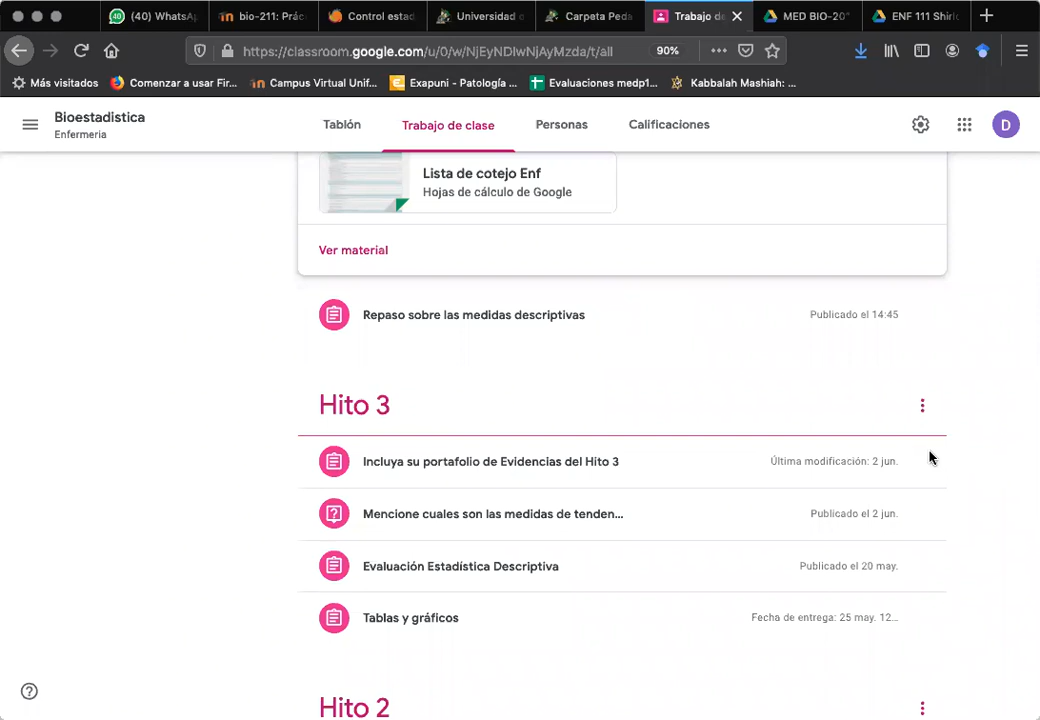 (40) WhatsAp
bio-211: Prác
Control estad
Universidad o
Carpeta Peda
Trabajo de
MED BIO-20
ENF 111 Shirl
https://classroom.google.com/u/0/w/NjEyNDIwNjAyMzda/t/all
90%
Más visitados
Comenzar a usar Fir...
Campus Virtual Unif...
Exapuni - Patología ...
Evaluaciones medp1...
Kabbalah Mashiah: ...
Bioestadistica
Enfermeria
Tablón
Trabajo de clase
Personas
Calificaciones
D
Lista de cotejo Enf
Hojas de cálculo de Google
Ver material
Repaso sobre las medidas descriptivas
Publicado el 14:45
Hito 3
Incluya su portafolio de Evidencias del Hito 3
Última modificación: 2 jun.
Mencione cuales son las medidas de tenden...
Publicado el 2 jun.
Evaluación Estadística Descriptiva
Publicado el 20 may.
Tablas y gráficos
Fecha de entrega: 25 may. 12...
Hito 2